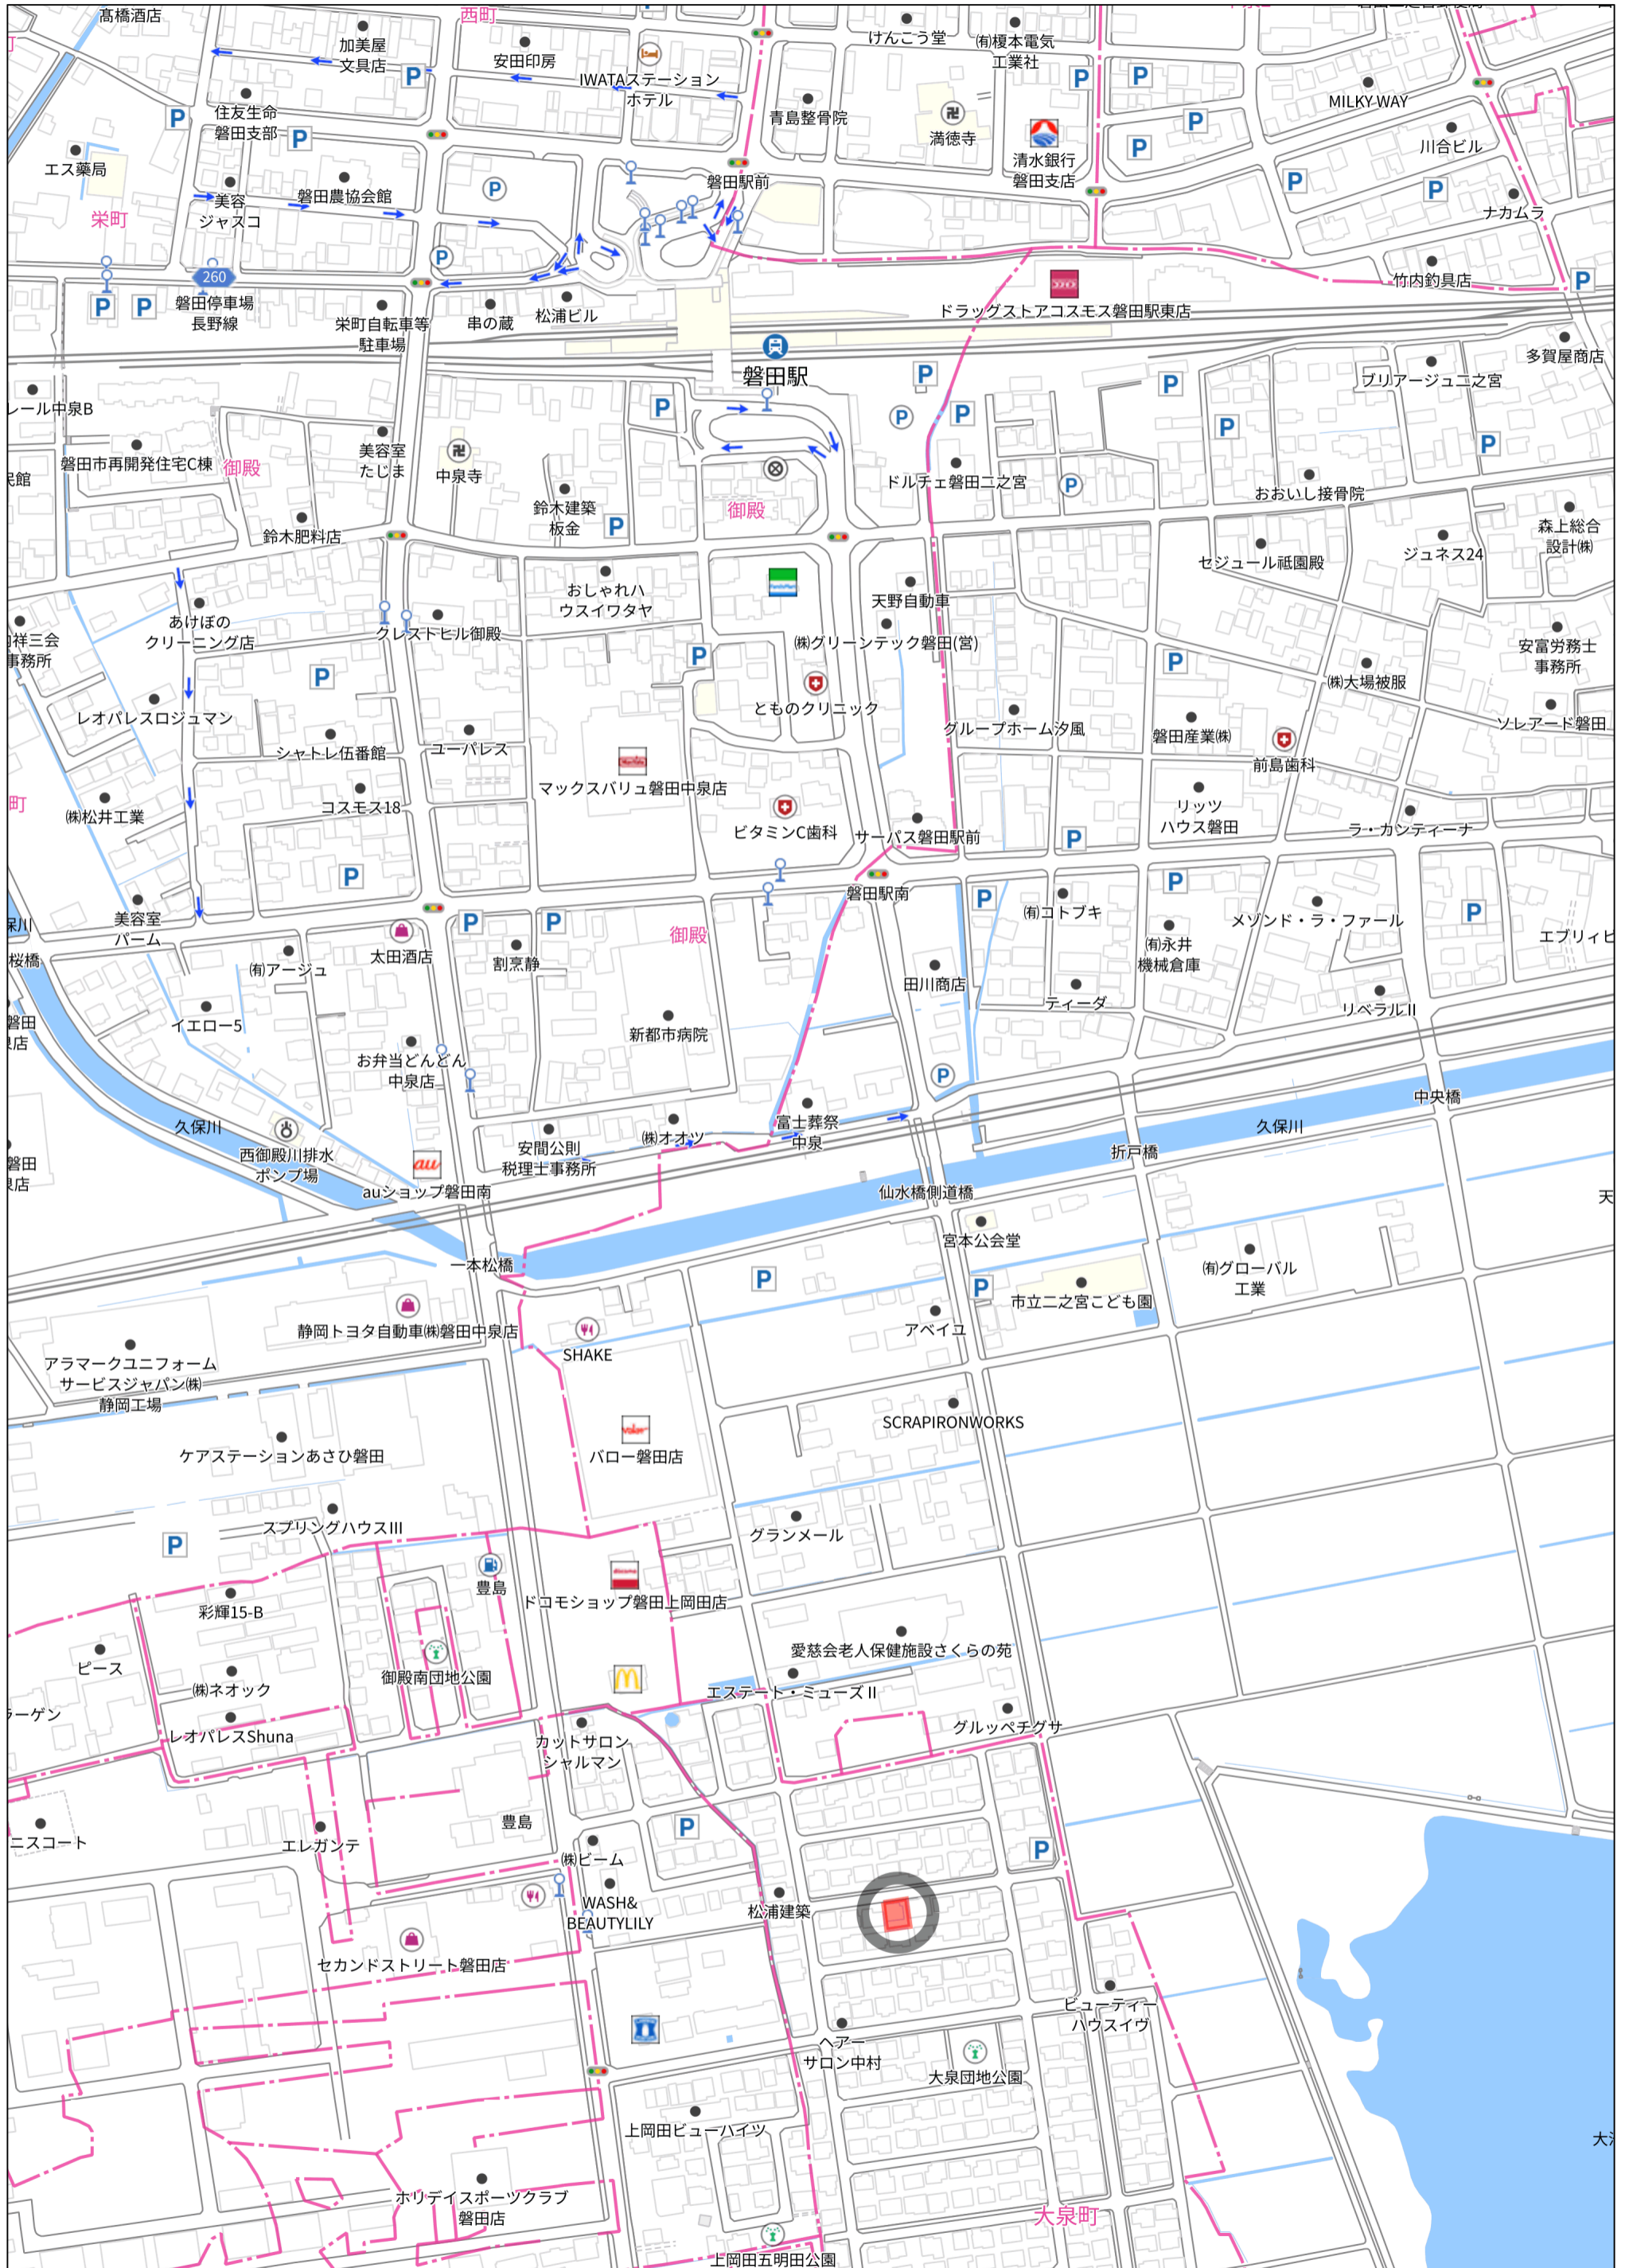 髙橋酒店
西町
加美屋
文具店
安田印房
IWATAステーション
ホテル
けんこう堂
㈲榎本電気
工業社
MILKY WAY
住友生命
磐田支部
青島整骨院
満徳寺
清水銀行
磐田支店
川合ビル
エス薬局
美容
ジャスコ
磐田農協会館
磐田駅前
ナカムラ
栄町
260
磐田停車場
長野線
栄町自転車等
駐車場
串の蔵
松浦ビル
ドラッグストアコスモス磐田駅東店
竹内釣具店
磐田駅
多賀屋商店
ブリアージュ二之宮
レール中泉B
磐田市再開発住宅C棟
御殿
美容室
たじま
中泉寺
鈴木建築
板金
御殿
ドルチェ磐田二之宮
おおいし接骨院
鈴木肥料店
セジュール祗園殿
ジュネス24
森上総合
設計㈱
おしゃれハ
ウスイワタヤ
天野自動車
あけぼの
クリーニング店
クレストヒル御殿
㈱グリーンテック磐田(営)
祥三会
事務所
安富労務士
事務所
㈱大場被服
レオパレスロジュマン
とものクリニック
グループホーム汐風
磐田産業㈱
ソレアード磐田
シャトレ伍番館
ユーパレス
前島歯科
マックスバリュ磐田中泉店
町
㈱松井工業
コスモス18
ビタミンC歯科
サーパス磐田駅前
リッツ
ハウス磐田
ラ・カンティーナ
磐田駅南
美容室
パーム
太田酒店
割烹静
御殿
㈲コトブキ
メゾンド・ラ・ファール
エブリィビ
保川
桜橋
㈲アージュ
㈲永井
機械倉庫
田川商店
ティーダ
リベラルⅡ
イエロー5
新都市病院
磐田
お弁当どんどん
中泉店
久保川
西御殿川排水
ポンプ場
安間公則
税理士事務所
㈱オオツ
富士葬祭
中泉
中央橋
久保川
折戸橋
磐田
auショップ磐田南
仙水橋側道橋
宮本公会堂
一本松橋
㈲グローバル
工業
市立二之宮こども園
静岡トヨタ自動車㈱磐田中泉店
アベイユ
アラマークユニフォーム
サービスジャパン㈱
静岡工場
SHAKE
SCRAPIRONWORKS
ケアステーションあさひ磐田
バロー磐田店
スプリングハウスⅢ
グランメール
豊島
ドコモショップ磐田上岡田店
彩輝15-B
ピース
御殿南団地公園
愛慈会老人保健施設さくらの苑
㈱ネオック
エステート・ミューズⅡ
ラーゲン
レオパレスShuna
グルッペチグサ
カットサロン
シャルマン
豊島
ニスコート
エレガンテ
㈱ビーム
WASH&
BEAUTYLILY
松浦建築
セカンドストリート磐田店
ビューティー
ハウスイヴ
ヘアー
サロン中村
大泉団地公園
上岡田ビューハイツ
ホリデイスポーツクラブ
磐田店
大泉町
上岡田五明田公園